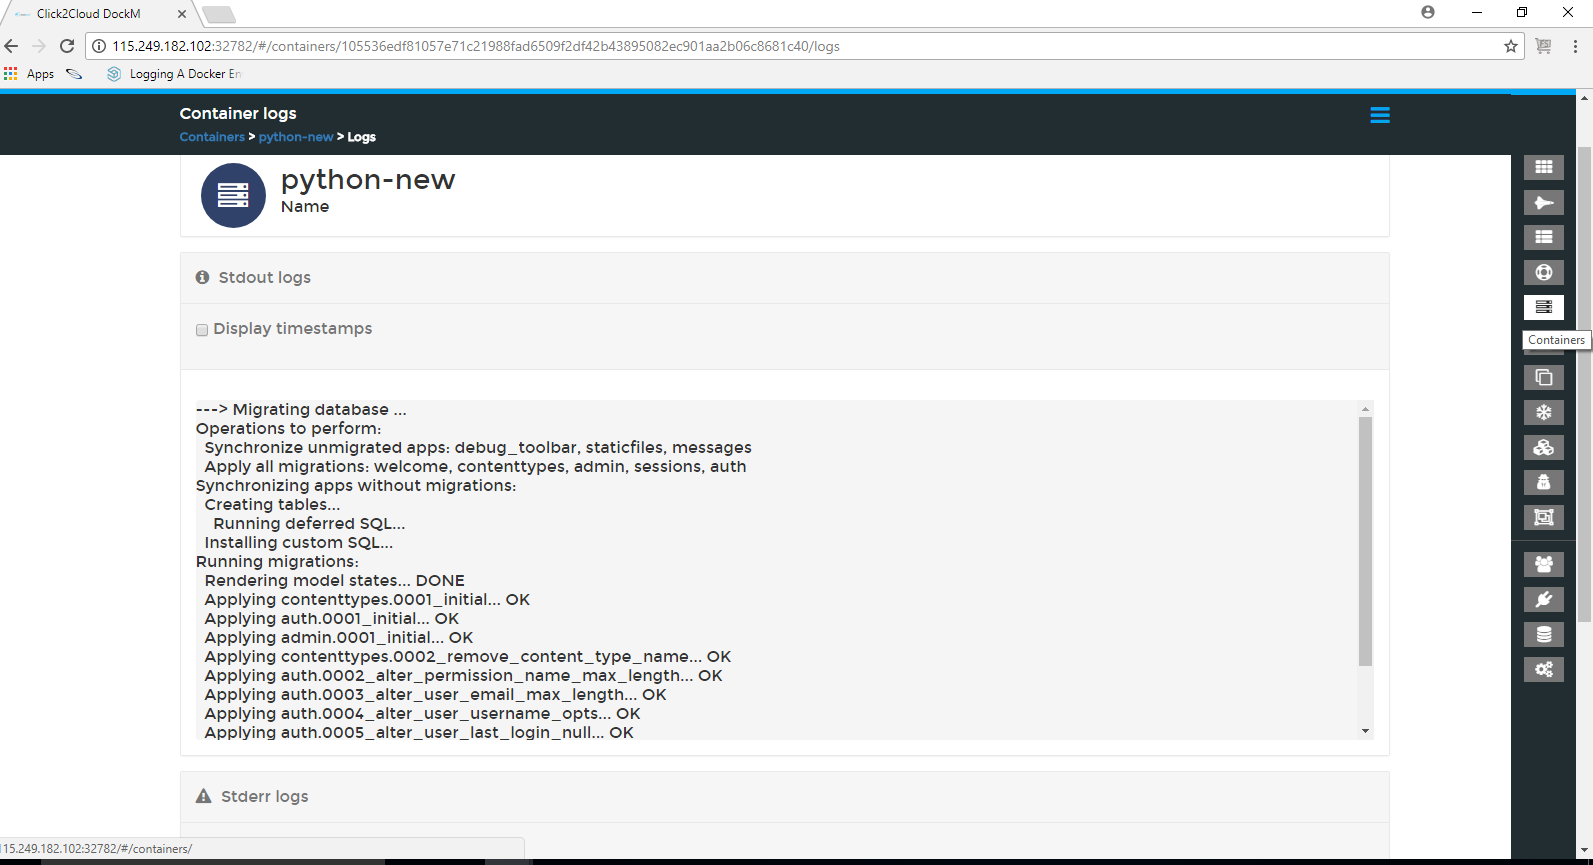 Click2Cloud DockM
115.249.182.102:32782/#/containers/105536edf81057e71c21988fad6509f2df42b43895082ec901aa2b06c8681c40/logs
Apps
Logging A Docker En
Container logs
Containers > python-new > Logs
python-new
Name
Stdout logs
Display timestamps
---> Migrating database ...
Operations to perform:
Synchronize unmigrated apps: debug_toolbar, staticfiles, messages
Apply all migrations: welcome, contenttypes, admin, sessions, auth
Synchronizing apps without migrations:
Creating tables...
Running deferred SQL...
Installing custom SQL...
Running migrations:
Rendering model states... DONE
Applying contenttypes.0001_initial... OK
Applying auth.0001_initial... OK
Applying admin.0001_initial... OK
Applying contenttypes.0002_remove_content_type_name... OK
Applying auth.0002_alter_permission_name_max_length... OK
Applying auth.0003_alter_user_email_max_length... OK
Applying auth.0004_alter_user_username_opts... OK
Applying auth.0005_alter_user_last_login_null... OK
Containers
Stderr logs
115.249.182.102:32782/#/containers/